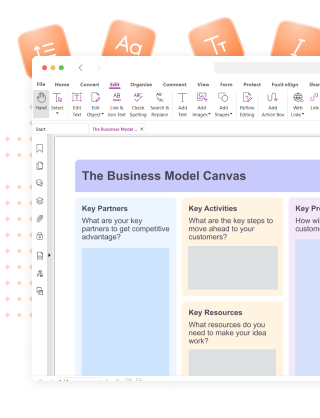 Aa
Tr
I
File Home Convert Edit Organize Comment View Form Protect Foxit eSign Shar
Hand Select Edit Text Edit Object Link & Join Text Check Spelling Search & Replace Add Text Add Images Add Shapes Reflow Editing Add Article Box Web Links Link
Start The Business Model ... ×
The Business Model Canvas
Key Partners
What are your key
partners to get competitive
advantage?
Key Activities
What are the key steps to
move ahead to your
customers?
Key Pro
How wi
custome
Key Resources
What resources do you
need to make your idea
work?